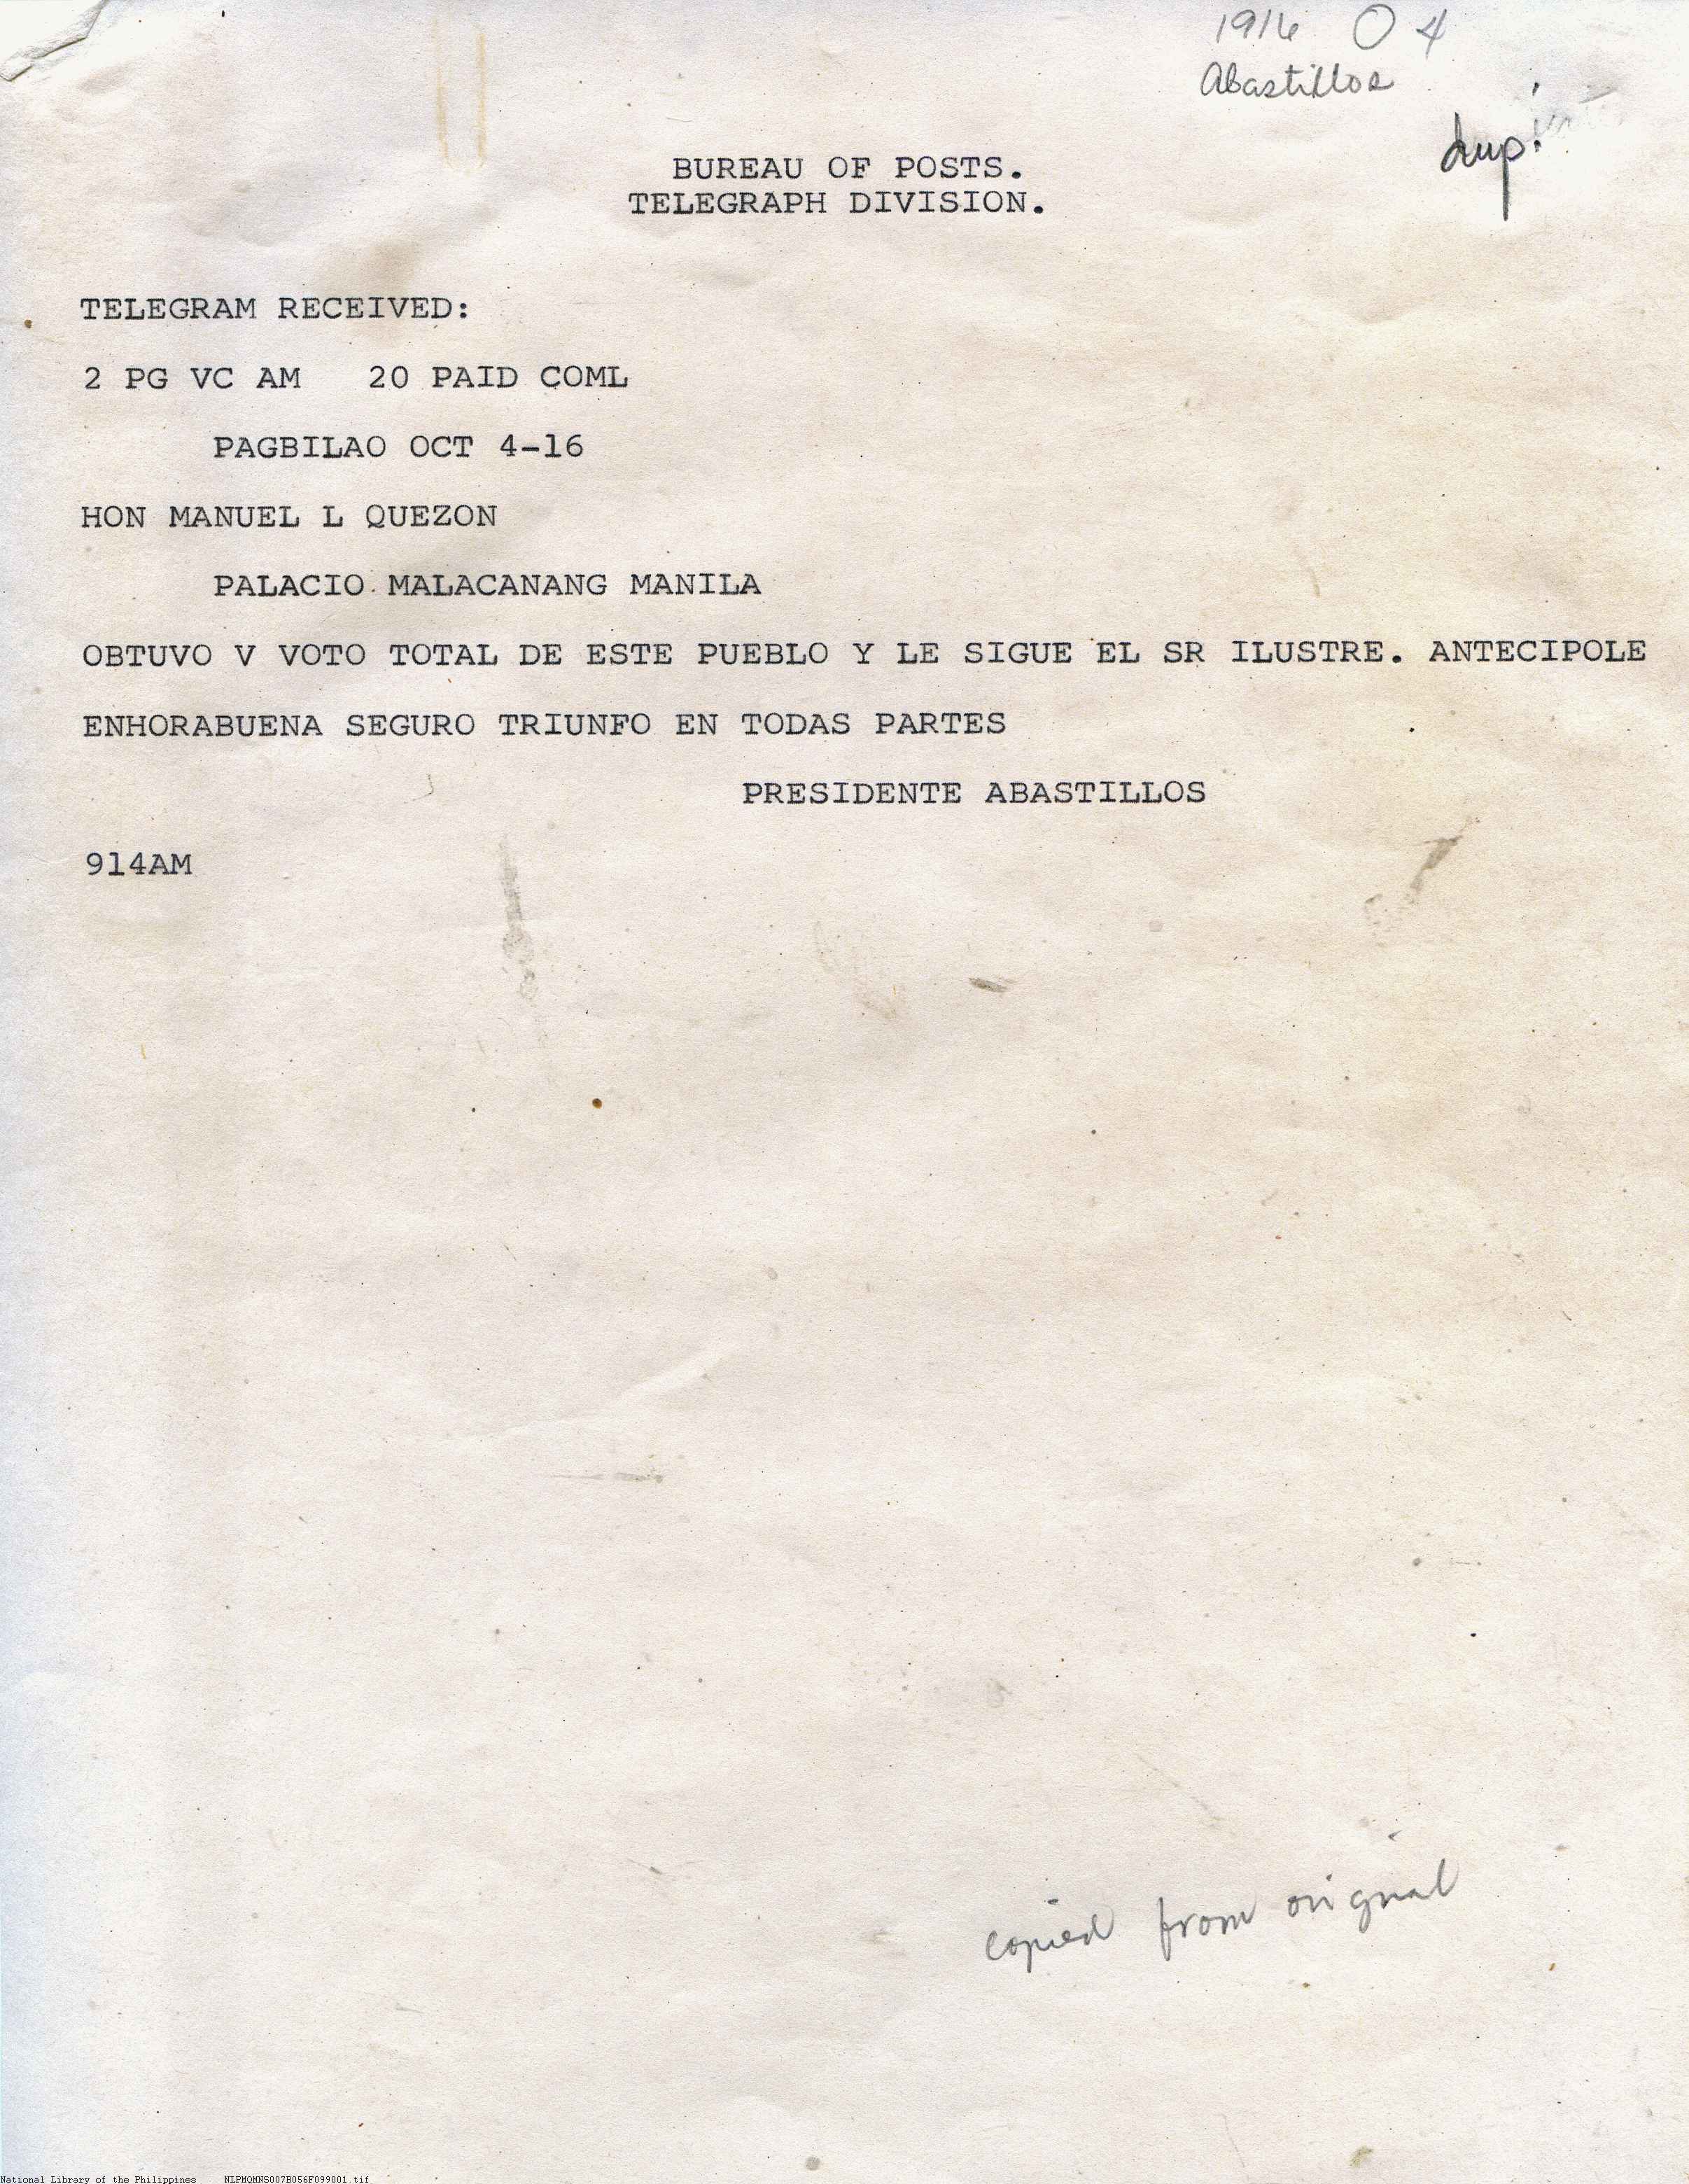 1916 O 4
Abastillos
dup.
BUREAU OF POSTS.
TELEGRAPH DIVISION.
TELEGRAM RECEIVED:
2 PG VC AM 20 PAID COML
PAGBILAO OCT 4-16
HON MANUEL L QUEZON
PALACIO MALACANANG MANILA
OBTUVO V VOTO TOTAL DE ESTE PUEBLO Y LE SIGUE EL SR ILUSTRE. ANTECIPOLE
ENHORABUENA SEGURO TRIUNFO EN TODAS PARTES
PRESIDENTE ABASTILLOS
914AM
copied from original
National Library of the Philippines NLPMQMNS007B056F099001.tif